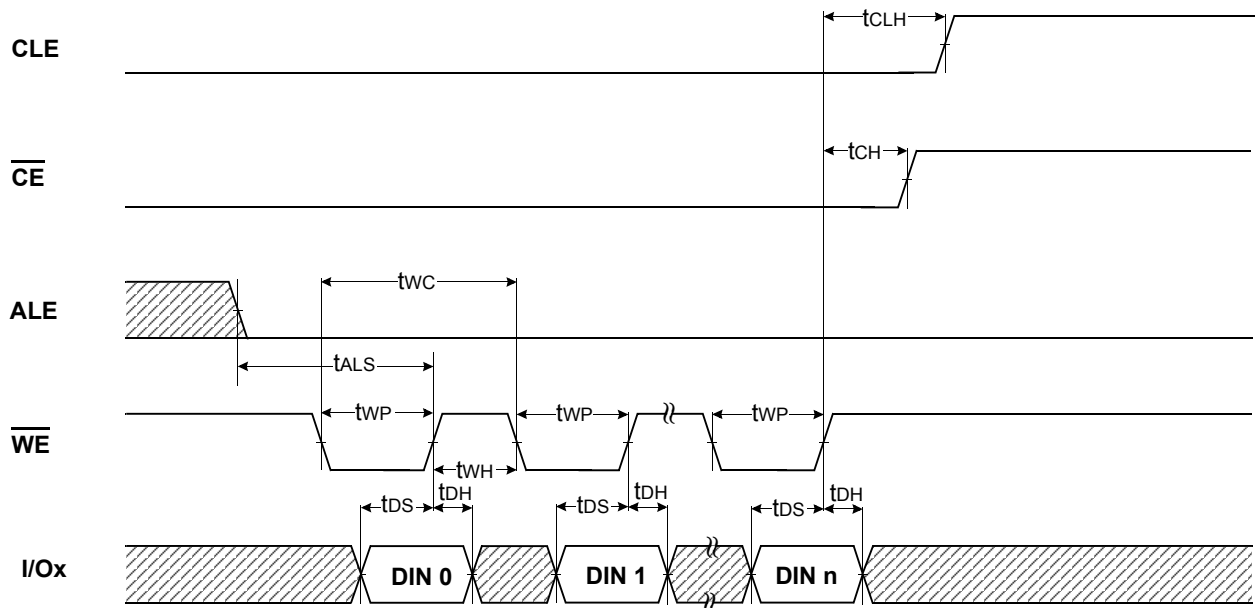 tCLH
CLE
tCH
CE
tWC
ALE
tALS
tWP tWP tWP
WE
tWH
tDS tDH tDS tDH tDS tDH
I/Ox DIN 0 DIN 1 DIN n